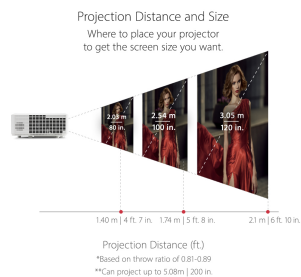 Projection Distance and Size
Where to place your projector
to get the screen size you want.
2.03 m
80 in.
2.54 m
100 in.
3.05 m
120 in.
1.40 m | 4 ft. 7 in.
1.74 m | 5 ft. 8 in.
2.1 m | 6 ft. 10 in.
Projection Distance (ft.)
*Based on throw ratio of 0.81-0.89
**Can project up to 5.08m | 200 in.